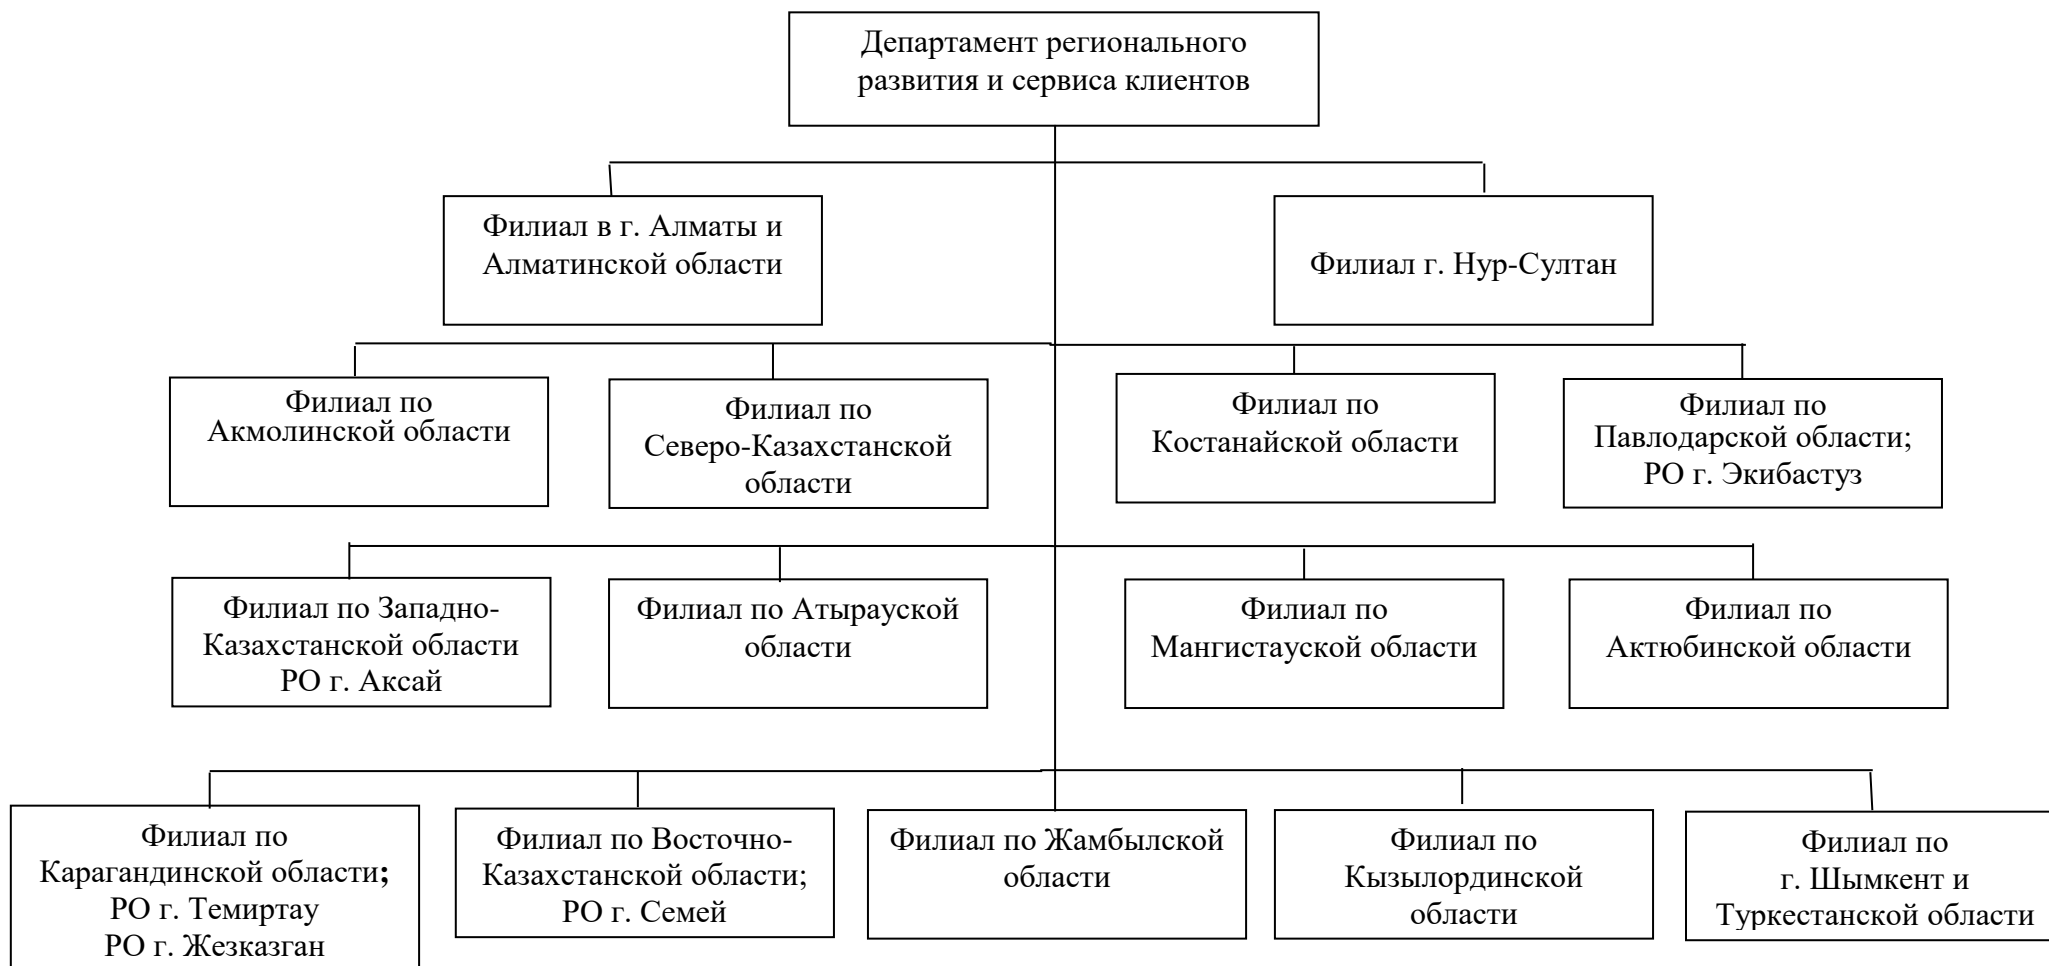 Департамент регионального
развития и сервиса клиентов
Филиал в г. Алматы и
Алматинской области
Филиал г. Нур-Султан
Филиал по
Акмолинской области
Филиал по
Северо-Казахстанской
области
Филиал по
Костанайской области
Филиал по
Павлодарской области;
РО г. Экибастуз
Филиал по Западно-
Казахстанской области
РО г. Аксай
Филиал по Атырауской
области
Филиал по
Мангистауской области
Филиал по
Актюбинской области
Филиал по
Карагандинской области;
РО г. Темиртау
РО г. Жезказган
Филиал по Восточно-
Казахстанской области;
РО г. Семей
Филиал по Жамбылской
области
Филиал по
Кызылординской
области
Филиал по
г. Шымкент и
Туркестанской области